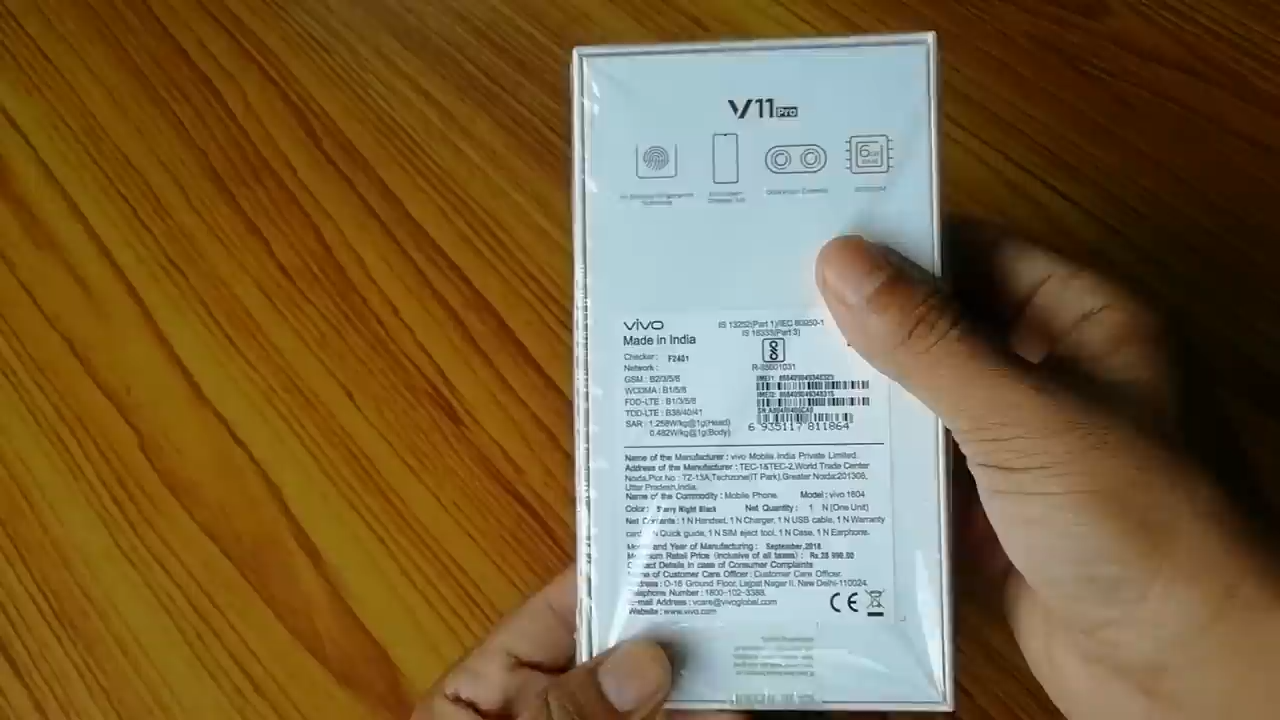 V11Pro
6GB
vivo
Made in India
IS 13252(Part 1)/IEC 60950-1
IS 16333(Part 3)
Checker: F2401
R-88001031
Network:
GSM : B2/3/5/8
WCDMA : B1/5/8
FDD-LTE : B1/3/5/8
TDD-LTE : B38/40/41
SAR : 1.258W/kg@1g(Head)
0.482W/kg@1g(Body)
6 935117 811864
Name of the Manufacturer : vivo Mobile India Private Limited.
Address of the Manufacturer : TEC-1&TEC-2,World Trade Center
Noida,Plot No : TZ-13A,Techzone(IT Park),Greater Noida:201306,
Uttar Pradesh,India.
Name of the Commodity : Mobile Phone Model : vivo 1804
Color: Starry Night Black Net Quantity : 1 N (One Unit)
Net Contents : 1 N Handset, 1 N Charger, 1 N USB cable, 1 N Warranty
card, Quick guide, 1 N SIM eject tool, 1 N Case, 1 N Earphone.
Month and Year of Manufacturing : September,2018
Maximum Retail Price (Inclusive of all taxes) : Rs.28 990.00
Contact Details in case of Consumer Complaints
Name of Customer Care Officer : Customer Care Officer.
Address : O-16 Ground Floor, Lajpat Nagar II, New Delhi-110024.
Telephone Number : 1800-102-3388.
E-mail Address : vcare@vivoglobal.com
Website : www.vivo.com
CE